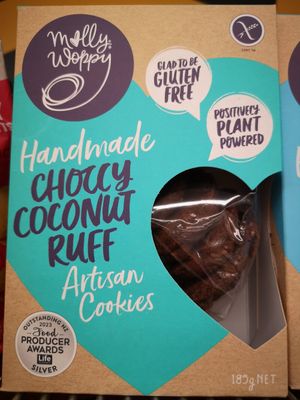 Molly
Woppy
GLAD TO BE
GLUTEN
FREE
POSITIVELY
PLANT
POWERED
Handmade
CHOCCY
COCONUT
RUFF
Artisan
Cookies
OUTSTANDING NZ
2023
Food
PRODUCER
AWARDS
Life
SILVER
185g NET